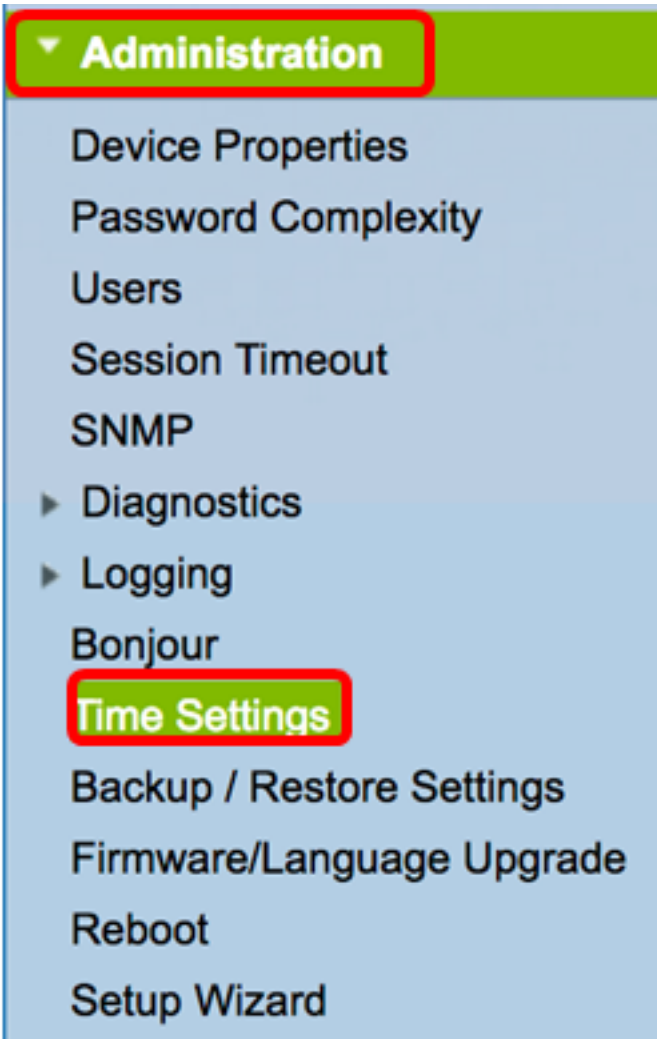 Administration
Device Properties
Password Complexity
Users
Session Timeout
SNMP
Diagnostics
Logging
Bonjour
Time Settings
Backup / Restore Settings
Firmware/Language Upgrade
Reboot
Setup Wizard